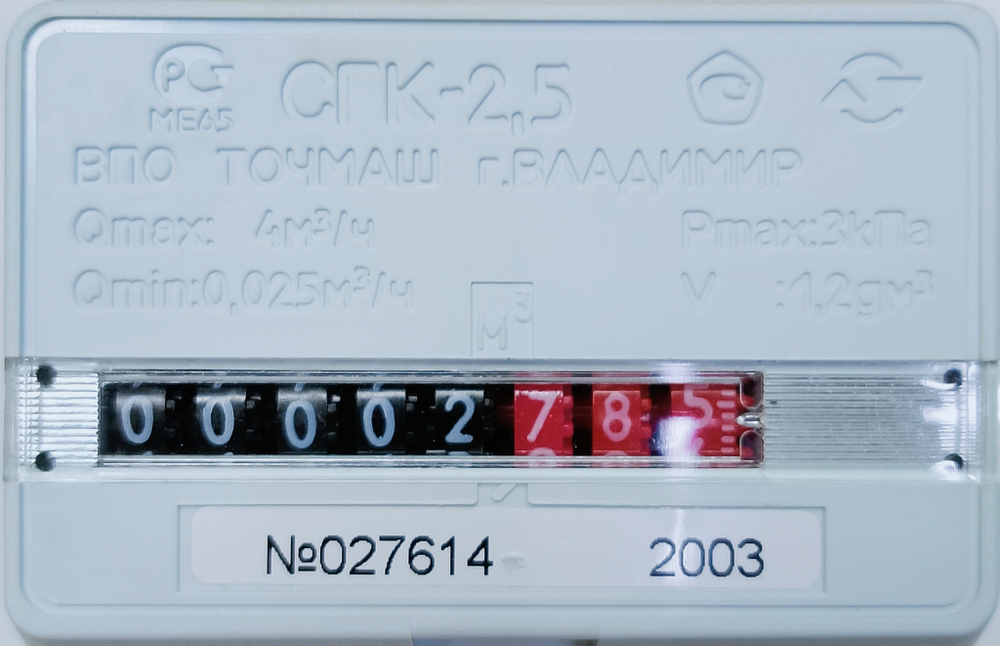 РСТ
МЕ65
СГК-2,5
ВПО ТОЧМАШ г.ВЛАДИМИР
Qmax: 4м³/ч
Pmax:3кПа
Qmin:0,025м³/ч
V :1,2дм³
м³
00002785
№027614
2003